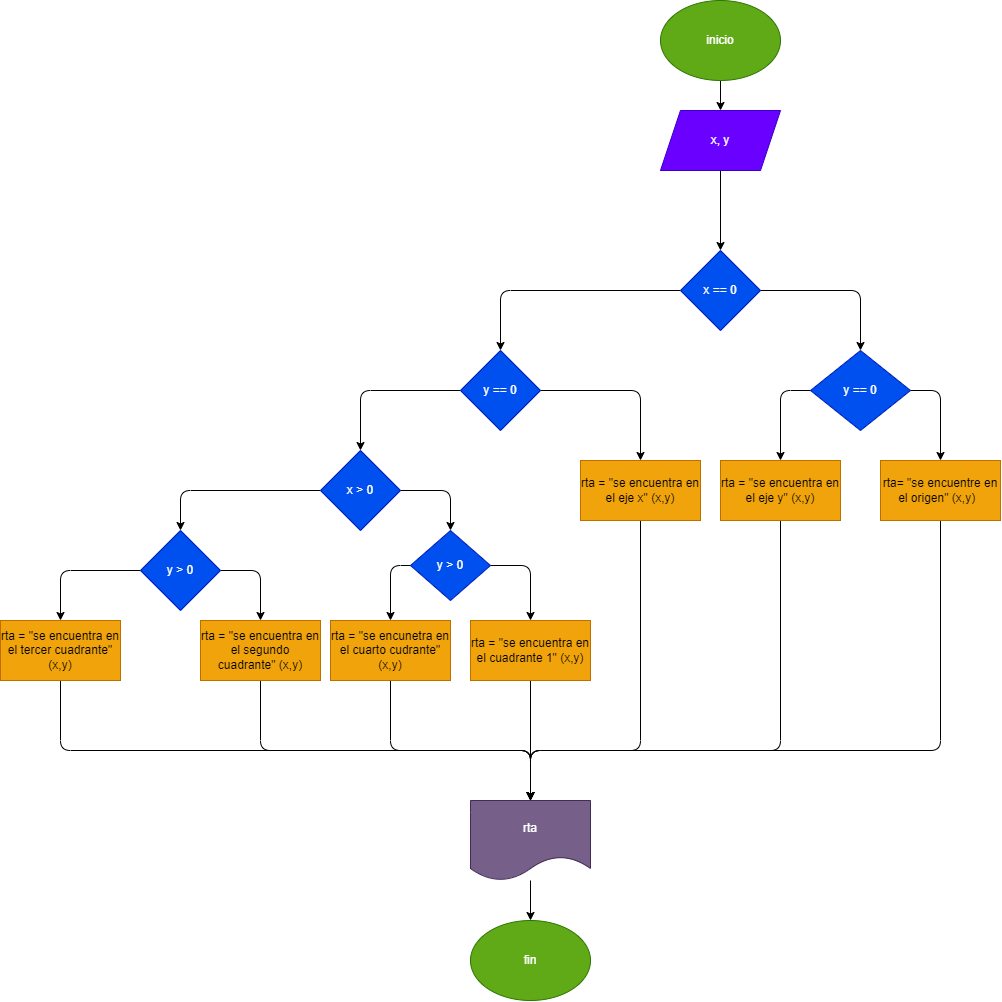 inicio
x, y
x == 0
y == 0
y == 0
x > 0
rta = "se encuentra en
el eje x" (x,y)
rta = "se encuentra en
el eje y" (x,y)
rta= "se encuentre en
el origen" (x,y)
y > 0
y > 0
rta = "se encuentra en
el tercer cuadrante"
(x,y)
rta = "se encuentra en
el segundo
cuadrante" (x,y)
rta = "se encunetra en
el cuarto cudrante"
(x,y)
rta = "se encuentra en
el cuadrante 1" (x,y)
rta
fin